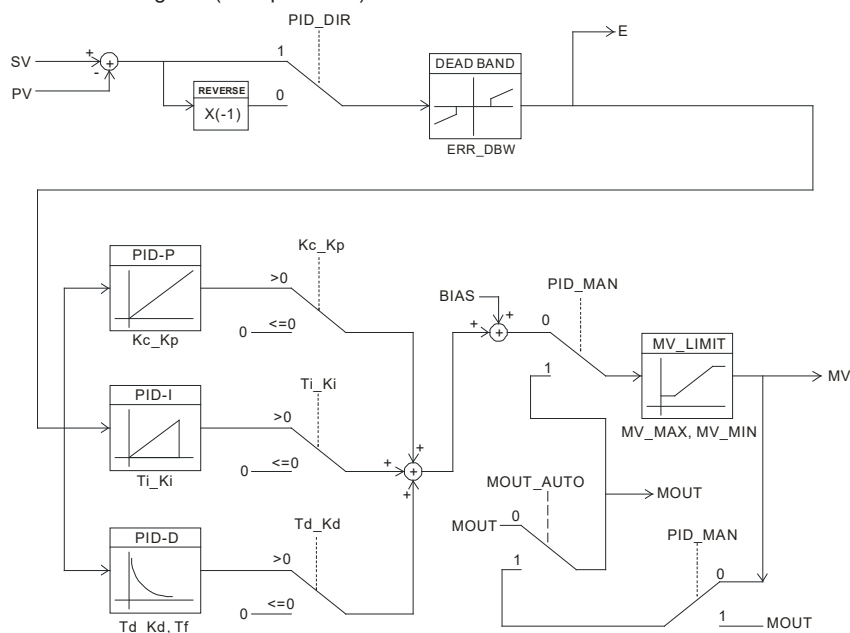 PID_DIR
E
SV
+
1
DEAD BAND
-
PV
REVERSE
0
X(-1)
ERR_DBW
PID-P
Kc_Kp
>0
BIAS
PID_MAN
0
<=0
+
0
Kc_Kp
+
+
MV_LIMIT
PID-I
Ti_Ki
1
MV
>0
+
MV_MAX, MV_MIN
Ti_Ki
0
<=0
+
+
+
MOUT_AUTO
MOUT
PID-D
Td_Kd
MOUT
0
PID_MAN
>0
1
0
<=0
0
Td_Kd, Tf
1
MOUT